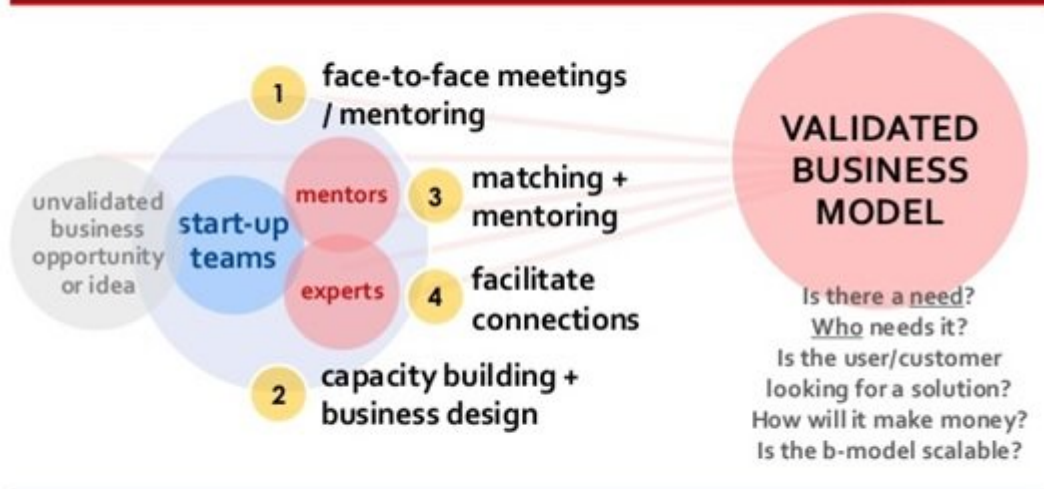 unvalidated
business
opportunity
or idea
start-up
teams
mentors
experts
1
face-to-face meetings
/ mentoring
3
matching +
mentoring
4
facilitate
connections
2
capacity building +
business design
VALIDATED
BUSINESS
MODEL
Is there a need?
Who needs it?
Is the user/customer
looking for a solution?
How will it make money?
Is the b-model scalable?